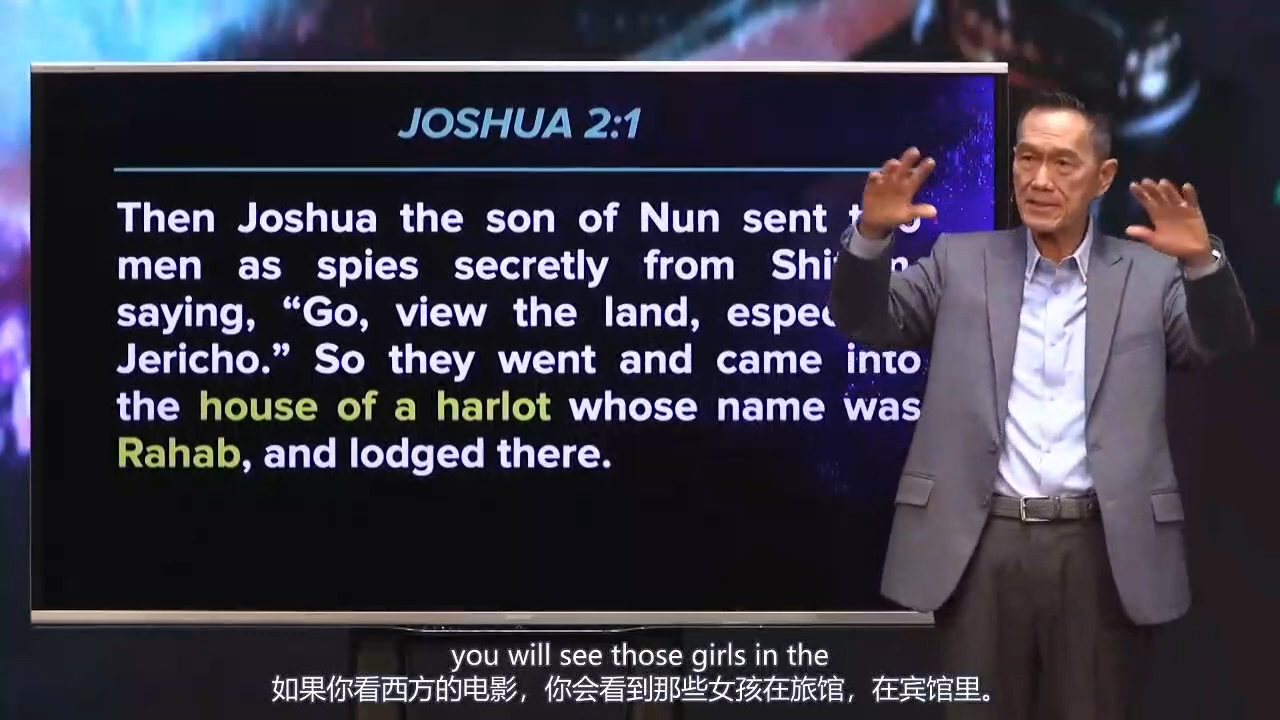 JOSHUA 2:1
Then Joshua the son of Nun sent
men as spies secretly from
saying, “Go, view the land,
Jericho.” So they went and came into
the house of a harlot whose name was
Rahab, and lodged there.
you will see those girls in the
如果你看西方的电影，你会看到那些女孩在旅馆，在宾馆里。